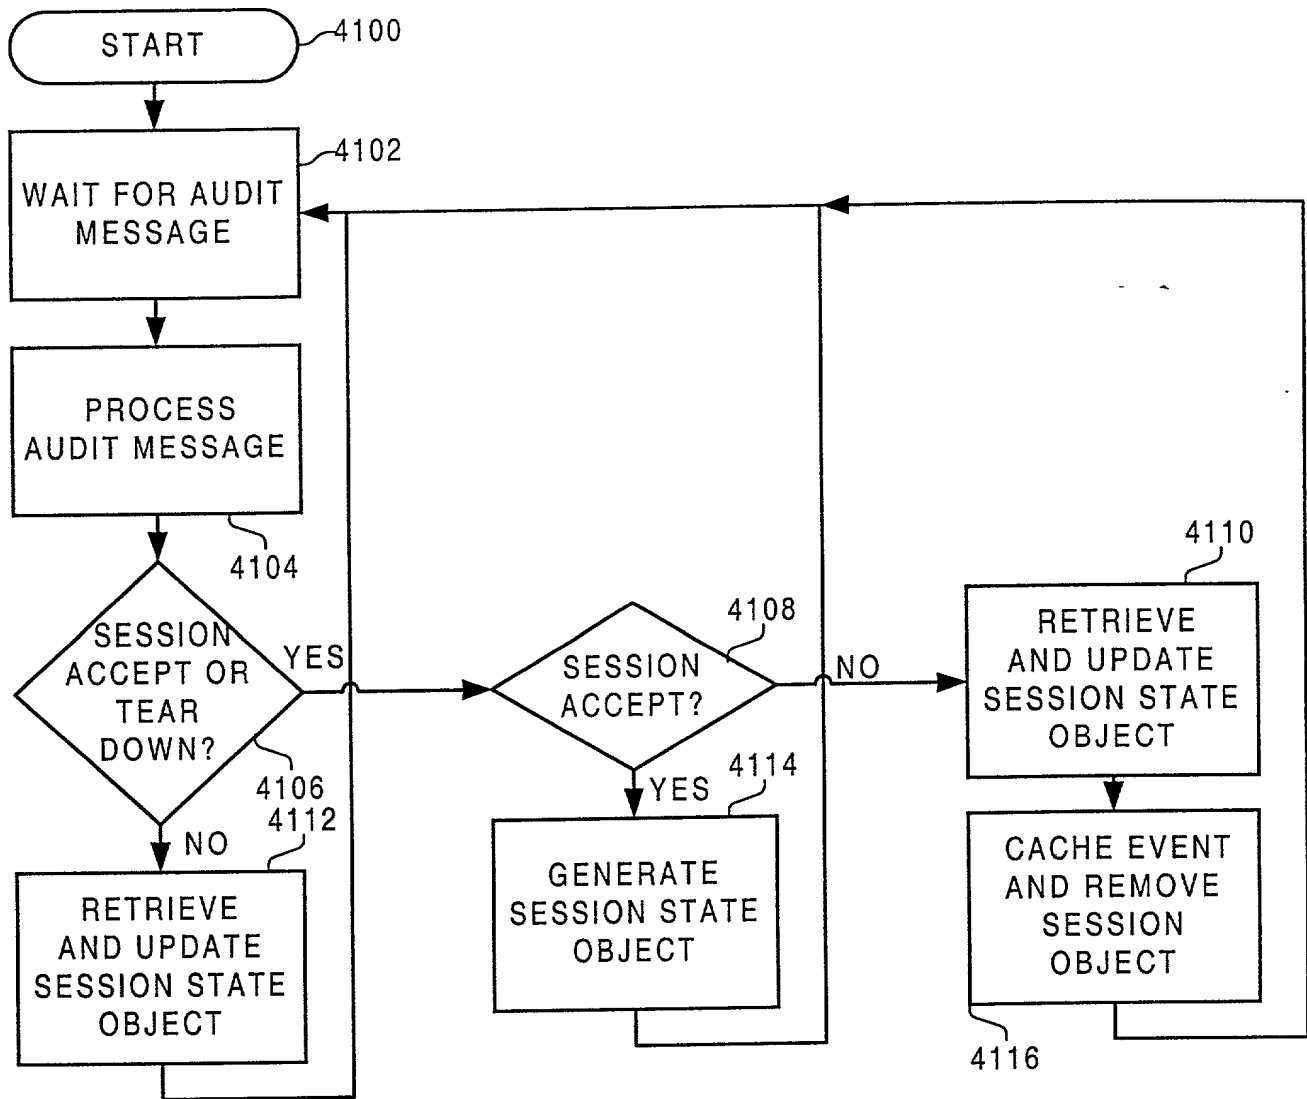 START
4100
4102
WAIT FOR AUDIT
MESSAGE
PROCESS
AUDIT MESSAGE
4104
SESSION
ACCEPT OR
TEAR
DOWN?
YES
4106
NO
4112
RETRIEVE
AND UPDATE
SESSION STATE
OBJECT
4108
SESSION
ACCEPT?
NO
YES
4114
GENERATE
SESSION STATE
OBJECT
4110
RETRIEVE
AND UPDATE
SESSION STATE
OBJECT
CACHE EVENT
AND REMOVE
SESSION
OBJECT
4116